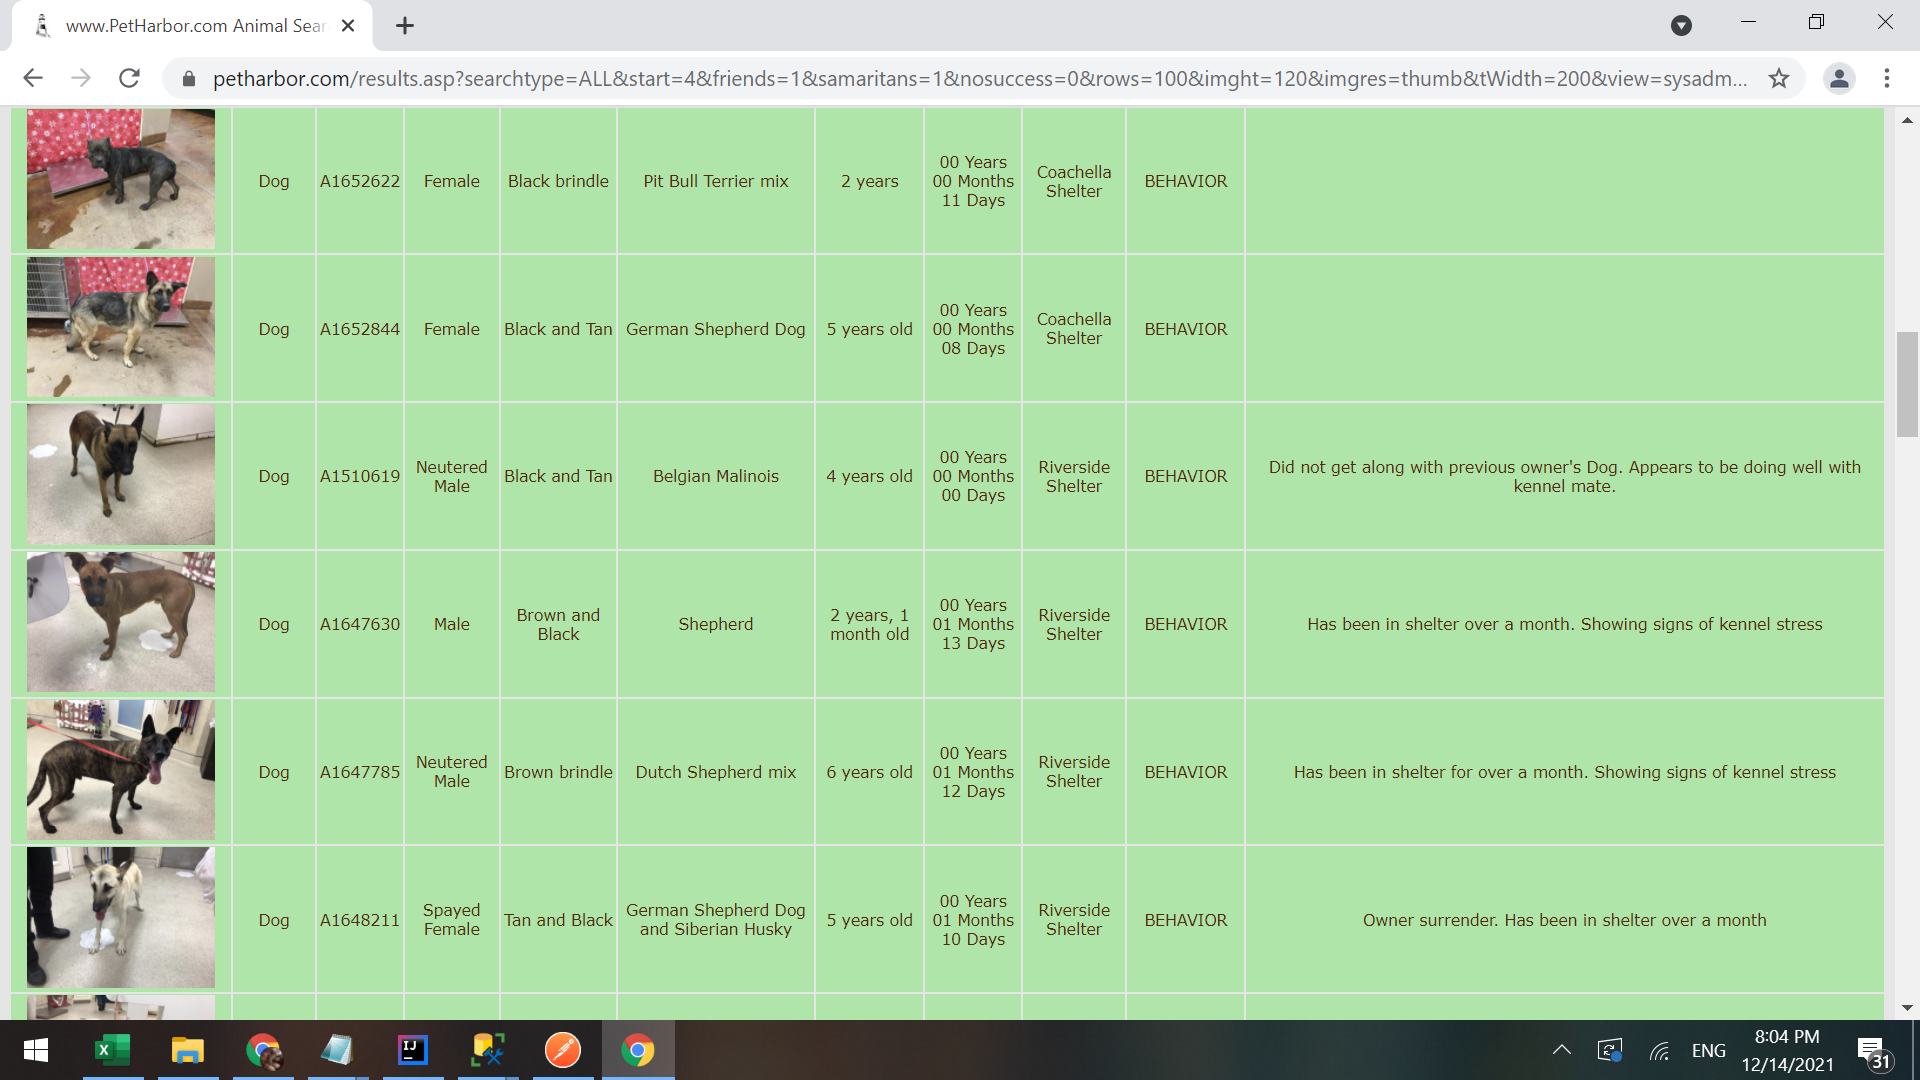 www.PetHarbor.com Animal Sear
petharbor.com/results.asp?searchtype=ALL&start=4&friends=1&samaritans=1&nosuccess=0&rows=100&imght=120&imgres=thumb&tWidth=200&view=sysadm...
Dog
A1652622
Female
Black brindle
Pit Bull Terrier mix
2 years
00 Years
00 Months
11 Days
Coachella
Shelter
BEHAVIOR
Dog
A1652844
Female
Black and Tan
German Shepherd Dog
5 years old
00 Years
00 Months
08 Days
Coachella
Shelter
BEHAVIOR
Dog
A1510619
Neutered
Male
Black and Tan
Belgian Malinois
4 years old
00 Years
00 Months
00 Days
Riverside
Shelter
BEHAVIOR
Did not get along with previous owner's Dog. Appears to be doing well with
kennel mate.
Dog
A1647630
Male
Brown and
Black
Shepherd
2 years, 1
month old
00 Years
01 Months
13 Days
Riverside
Shelter
BEHAVIOR
Has been in shelter over a month. Showing signs of kennel stress
Dog
A1647785
Neutered
Male
Brown brindle
Dutch Shepherd mix
6 years old
00 Years
01 Months
12 Days
Riverside
Shelter
BEHAVIOR
Has been in shelter for over a month. Showing signs of kennel stress
Dog
A1648211
Spayed
Female
Tan and Black
German Shepherd Dog
and Siberian Husky
5 years old
00 Years
01 Months
10 Days
Riverside
Shelter
BEHAVIOR
Owner surrender. Has been in shelter over a month
X
IJ
ENG
8:04 PM
12/14/2021
31